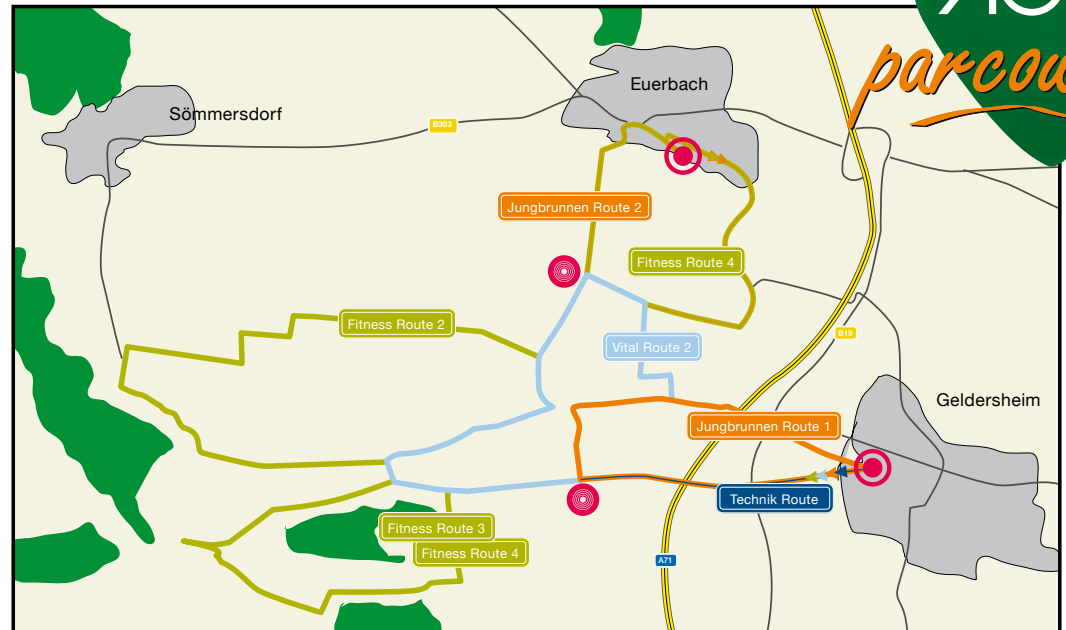 parcou
Euerbach
Sömmersdorf
B303
Jungbrunnen Route 2
Fitness Route 4
Fitness Route 2
Vital Route 2
B19
Geldersheim
Jungbrunnen Route 1
Technik Route
Fitness Route 3
Fitness Route 4
A71